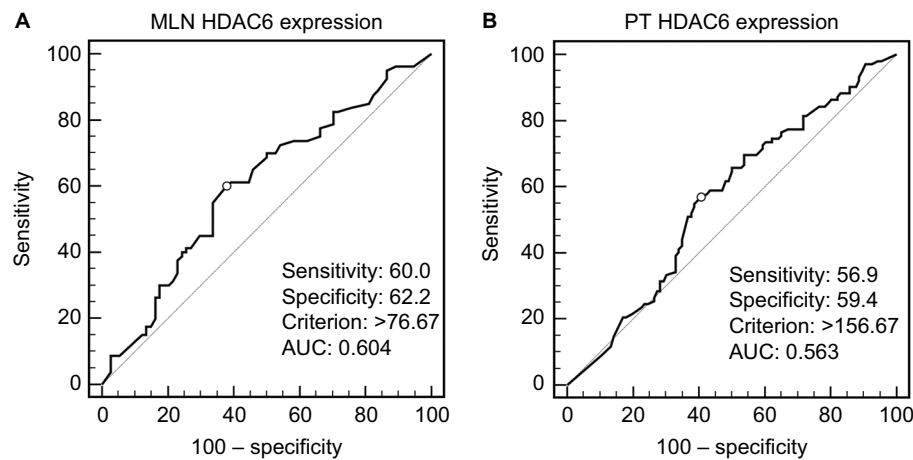 A MLN HDAC6 expression
100
80
60
40
20
0
Sensitivity
Sensitivity: 60.0
Specificity: 62.2
Criterion: >76.67
AUC: 0.604
0 20 40 60 80 100
100 – specificity
B PT HDAC6 expression
100
80
60
40
20
0
Sensitivity
Sensitivity: 56.9
Specificity: 59.4
Criterion: >156.67
AUC: 0.563
0 20 40 60 80 100
100 – specificity